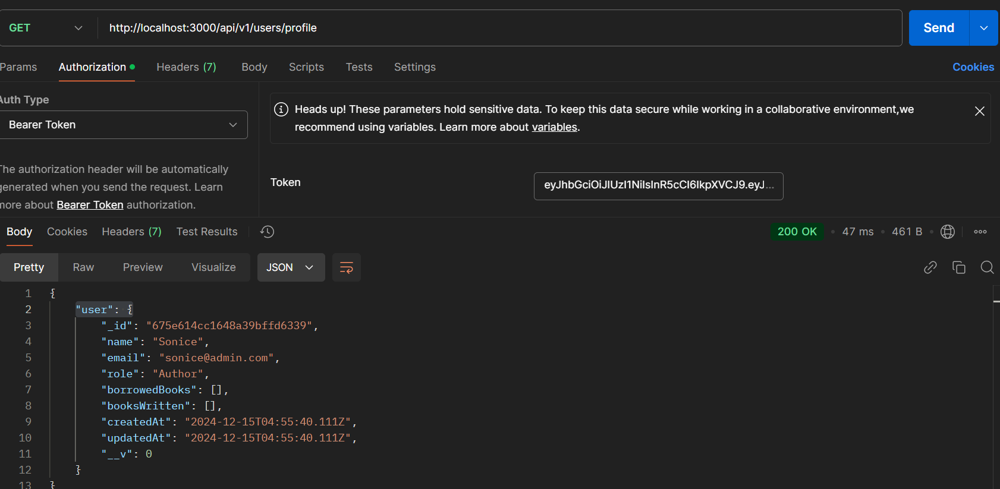 GET http://localhost:3000/api/v1/users/profile Send
Params Authorization Headers (7) Body Scripts Tests Settings Cookies
Auth Type
Bearer Token
The authorization header will be automatically
generated when you send the request. Learn
more about Bearer Token authorization.
Heads up! These parameters hold sensitive data. To keep this data secure while working in a collaborative environment,we
recommend using variables. Learn more about variables.
Token eyJhbGciOiJIUzI1NiIsInR5cCI6IkpXVCJ9.eyJ...
Body Cookies Headers (7) Test Results 200 OK • 47 ms • 461 B •
Pretty Raw Preview Visualize JSON
1 {
2 "user": {
3 "_id": "675e614cc1648a39bffd6339",
4 "name": "Sonice",
5 "email": "sonice@admin.com",
6 "role": "Author",
7 "borrowedBooks": [],
8 "booksWritten": [],
9 "createdAt": "2024-12-15T04:55:40.111Z",
10 "updatedAt": "2024-12-15T04:55:40.111Z",
11 "__v": 0
12 }
13 }